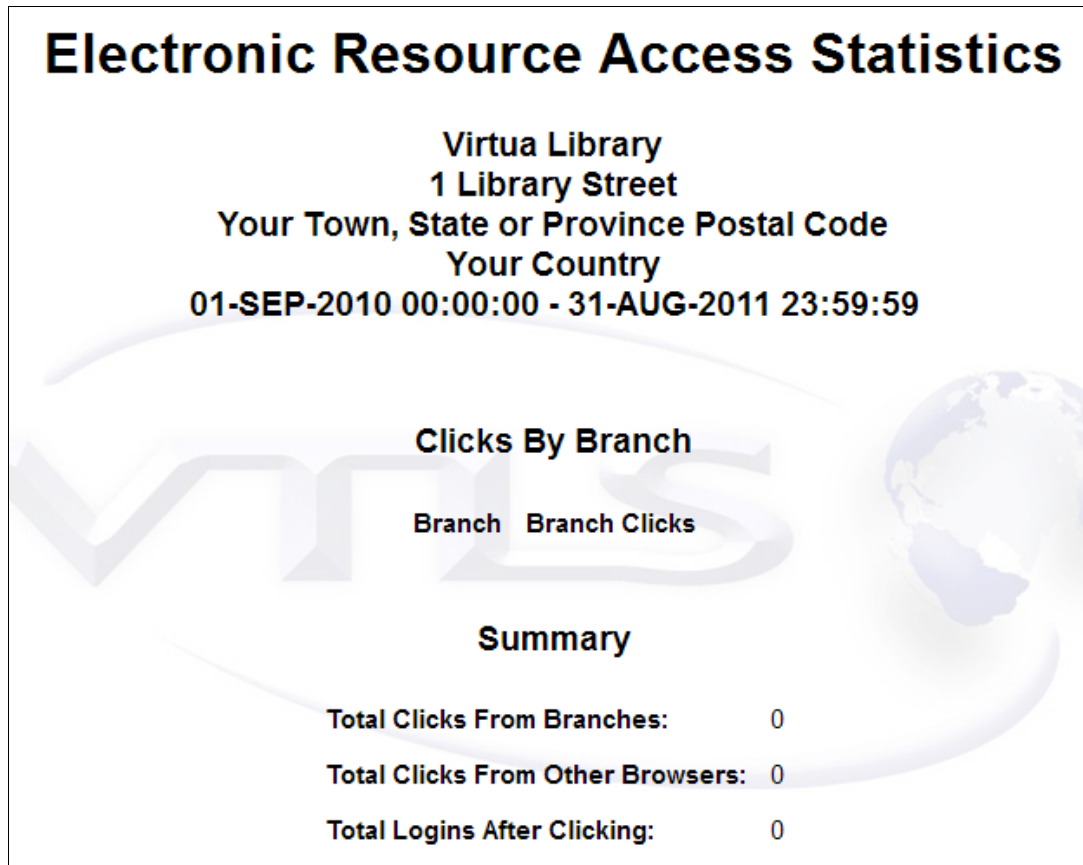 Electronic Resource Access Statistics
Virtua Library
1 Library Street
Your Town, State or Province Postal Code
Your Country
01-SEP-2010 00:00:00 - 31-AUG-2011 23:59:59
Clicks By Branch
VTLS
Branch Branch Clicks
Summary
Total Clicks From Branches: 0
Total Clicks From Other Browsers: 0
Total Logins After Clicking: 0